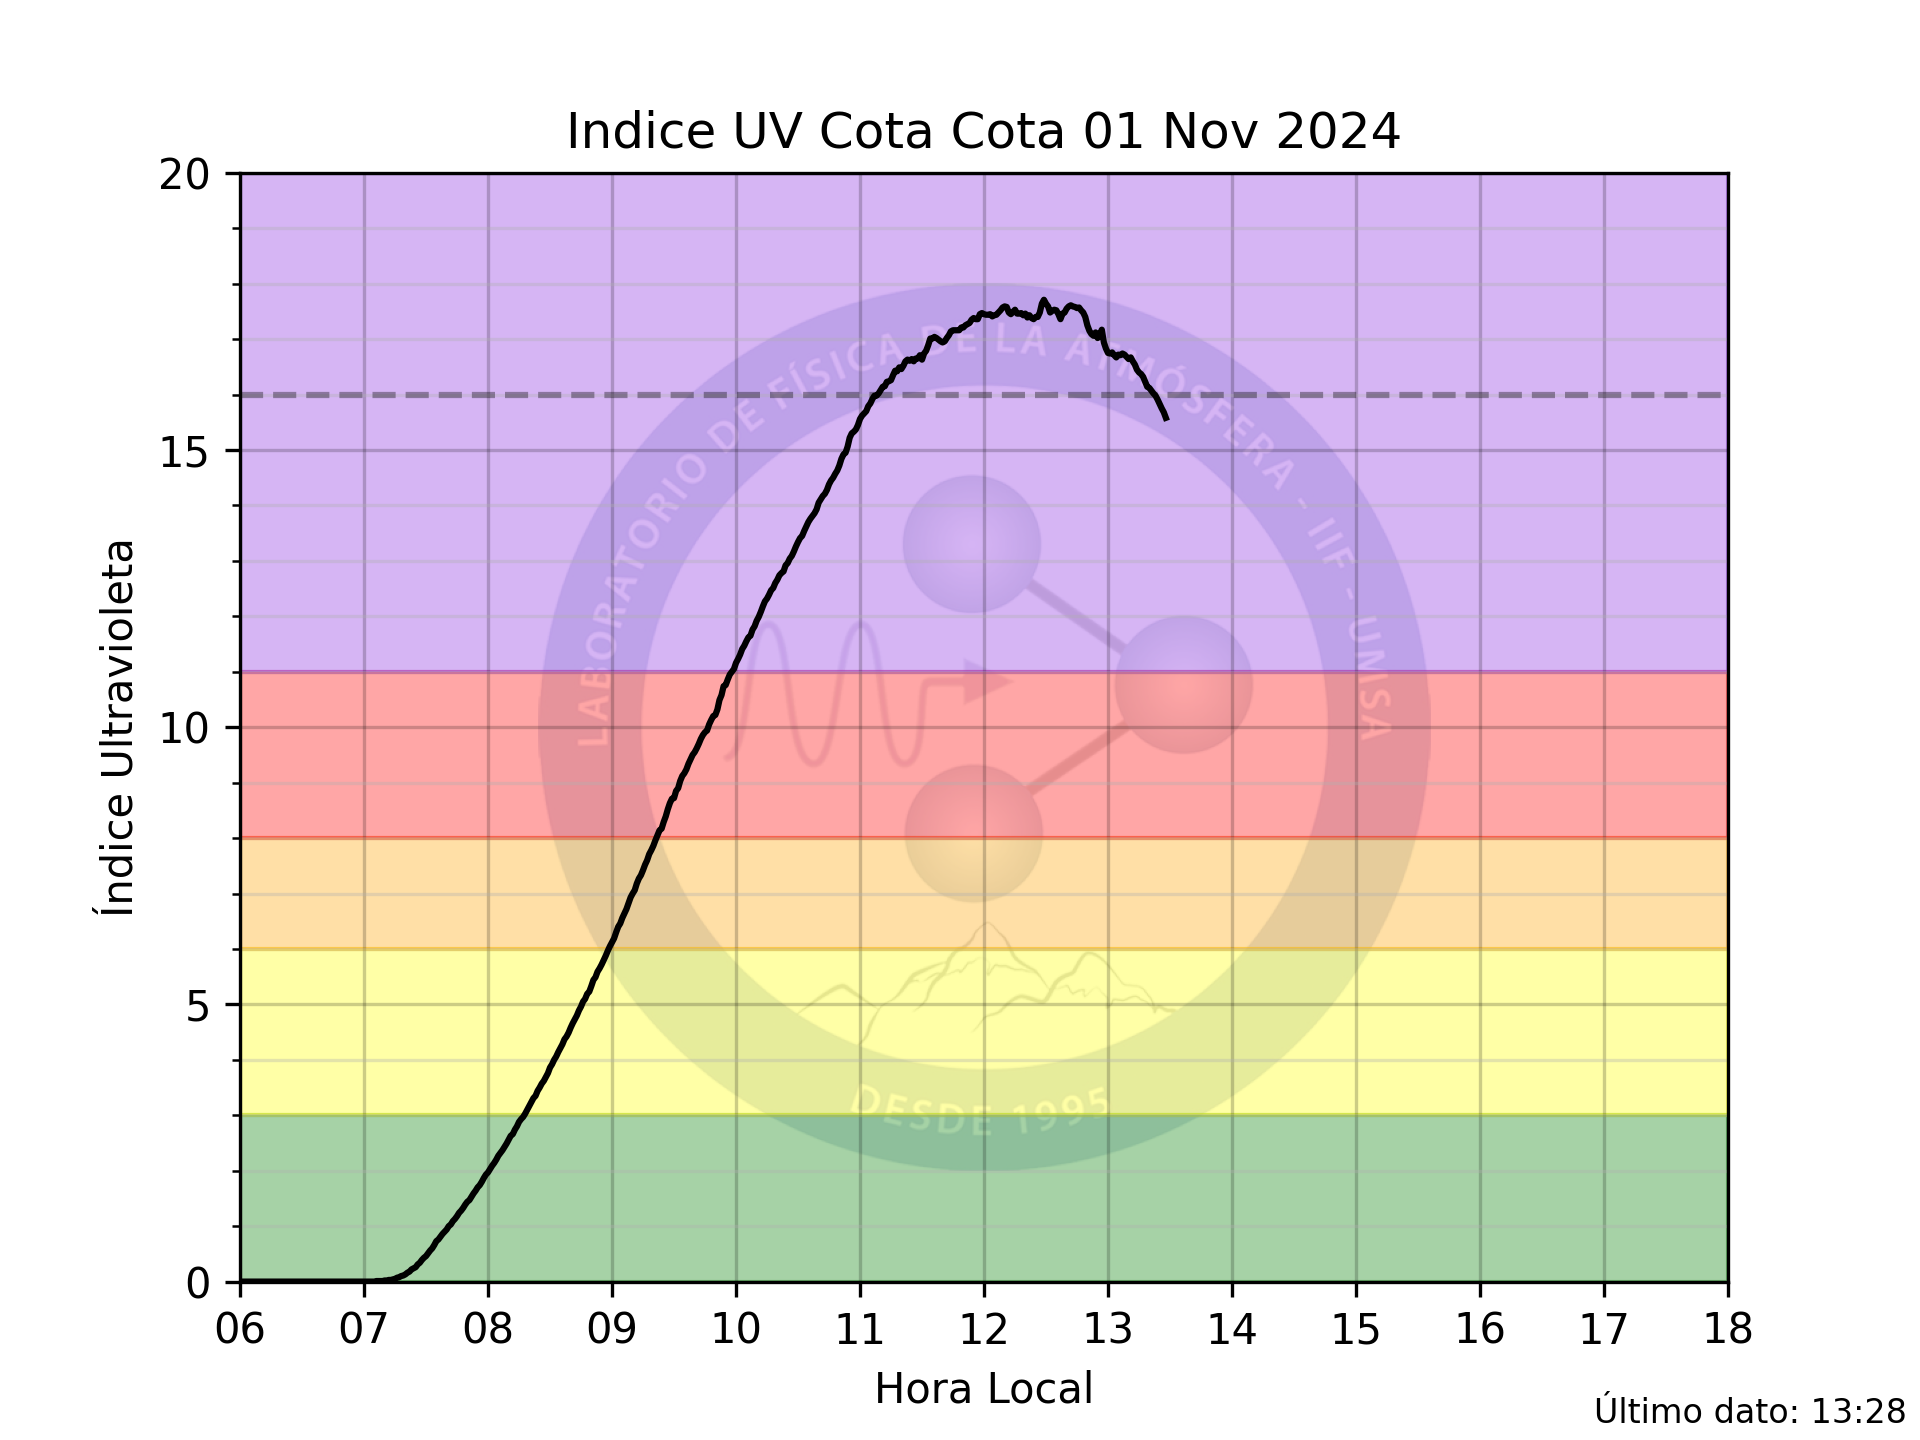 Indice UV Cota Cota 01 Nov 2024
20
15
10
5
0
Índice Ultravioleta
LABORATORIO DE FÍSICA DE LA ATMÓSFERA - IIF - UMSA
DESDE 1995
06 07 08 09 10 11 12 13 14 15 16 17 18
Hora Local
Último dato: 13:28